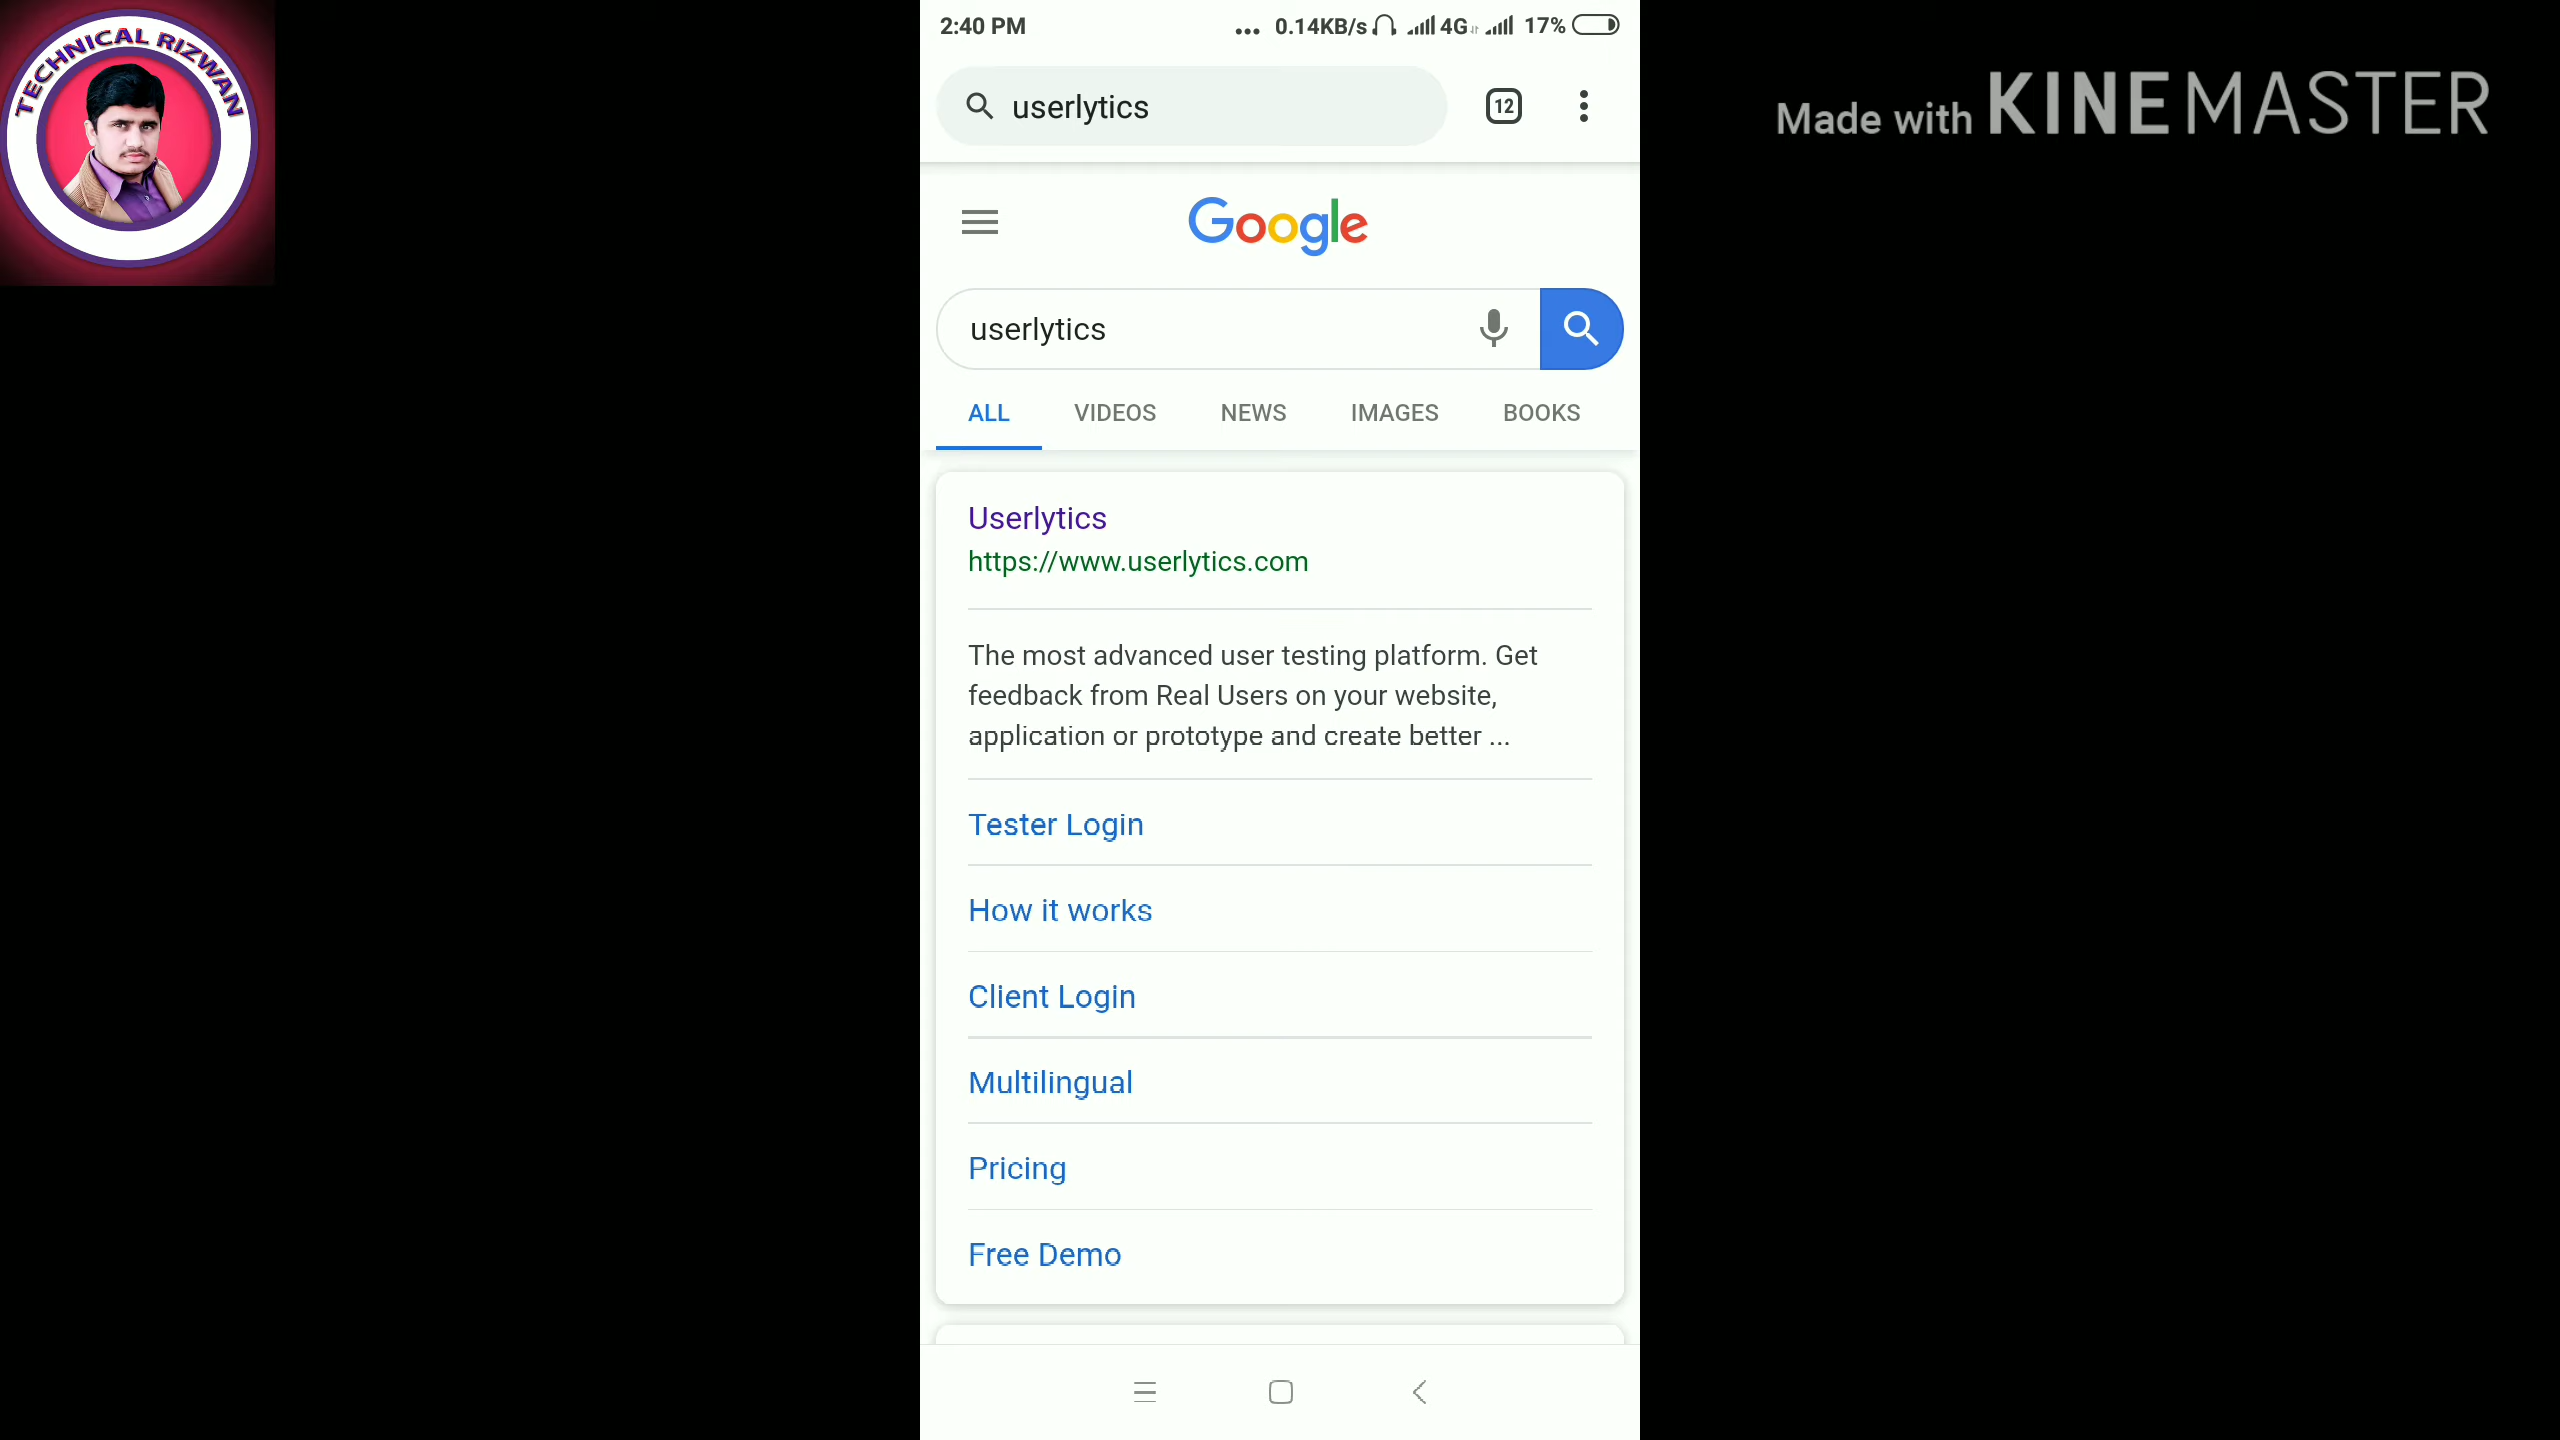 TECHNICAL RIZWAN
2:40 PM
... 0.14KB/s 4G 17%
userlytics
12
Made with KINEMASTER
Google
userlytics
ALL VIDEOS NEWS IMAGES BOOKS
Userlytics
https://www.userlytics.com
The most advanced user testing platform. Get
feedback from Real Users on your website,
application or prototype and create better ...
Tester Login
How it works
Client Login
Multilingual
Pricing
Free Demo